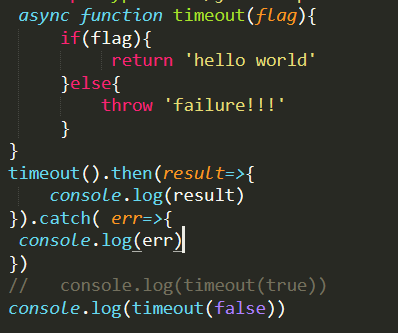 async function timeout(flag){
if(flag){
return 'hello world'
}else{
throw 'failure!!!'
}
}
timeout().then(result=>{
console.log(result)
}).catch( err=>{
console.log(err)
})
// console.log(timeout(true))
console.log(timeout(false))